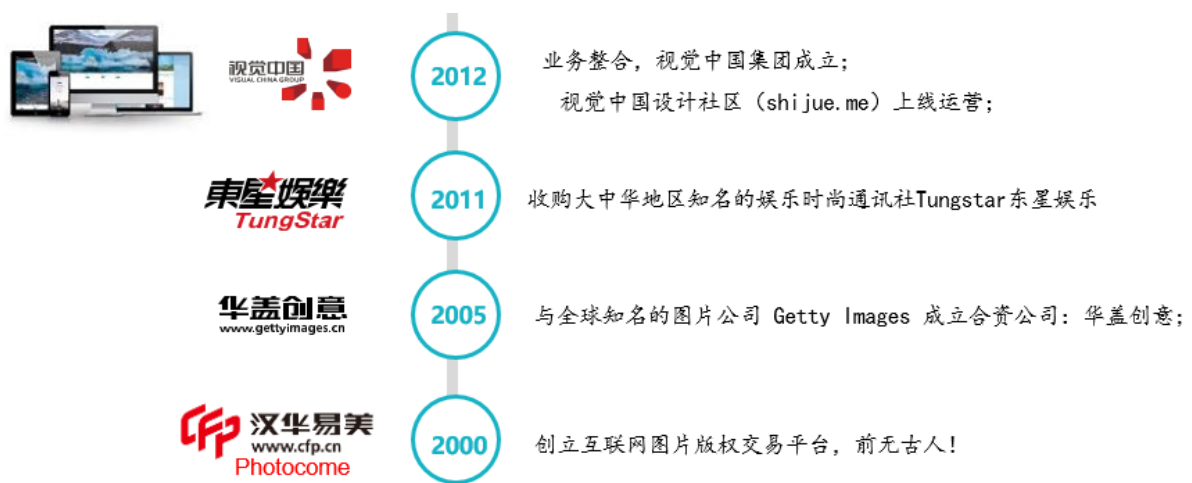 视觉中国
VISUAL CHINA GROUP
2012
业务整合，视觉中国集团成立；
视觉中国设计社区（shijue.me）上线运营；
東星娱樂
TungStar
2011
收购大中华地区知名的娱乐时尚通讯社Tungstar东星娱乐
华盖创意
www.gettyimages.cn
2005
与全球知名的图片公司 Getty Images 成立合资公司：华盖创意；
CFP 汉华易美
www.cfp.cn
Photocome
2000
创立互联网图片版权交易平台，前无古人！